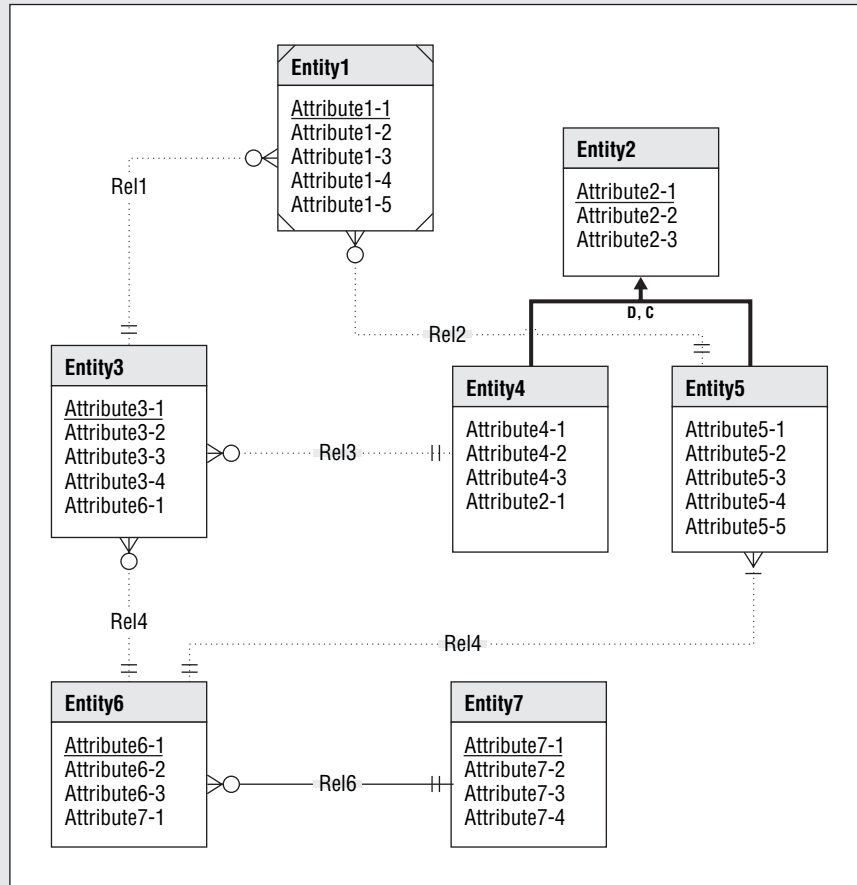 Entity1
Attribute1-1
Attribute1-2
Attribute1-3
Attribute1-4
Attribute1-5
Entity2
Attribute2-1
Attribute2-2
Attribute2-3
Rel1
D, C
Rel2
Entity3
Attribute3-1
Attribute3-2
Attribute3-3
Attribute3-4
Attribute6-1
Rel3
Entity4
Attribute4-1
Attribute4-2
Attribute4-3
Attribute2-1
Entity5
Attribute5-1
Attribute5-2
Attribute5-3
Attribute5-4
Attribute5-5
Rel4
Rel4
Entity6
Attribute6-1
Attribute6-2
Attribute6-3
Attribute7-1
Rel6
Entity7
Attribute7-1
Attribute7-2
Attribute7-3
Attribute7-4